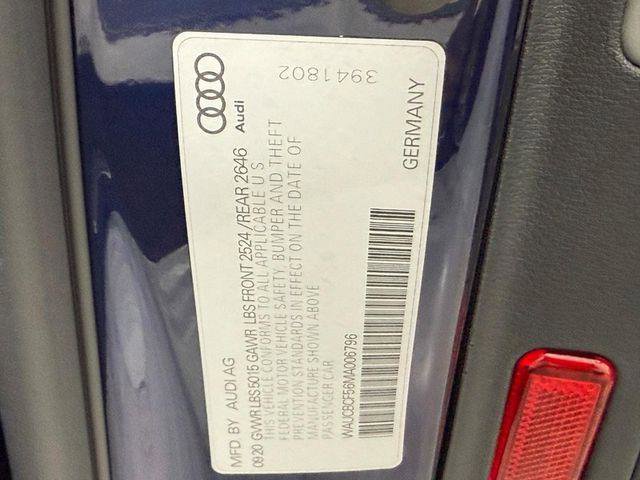 Audi
3941802
MFD BY AUDI AG
GERMANY
09.20 GVWR LBS 5015 GAWR LBS FRONT 2524/REAR 2646
THIS VEHICLE CONFORMS TO ALL APPLICABLE U S
FEDERAL MOTOR VEHICLE SAFETY, BUMPER AND THEFT
PREVENTION STANDARDS IN EFFECT ON THE DATE OF
MANUFACTURE SHOWN ABOVE
PASSENGER CAR
WAUCBCF56MA006796